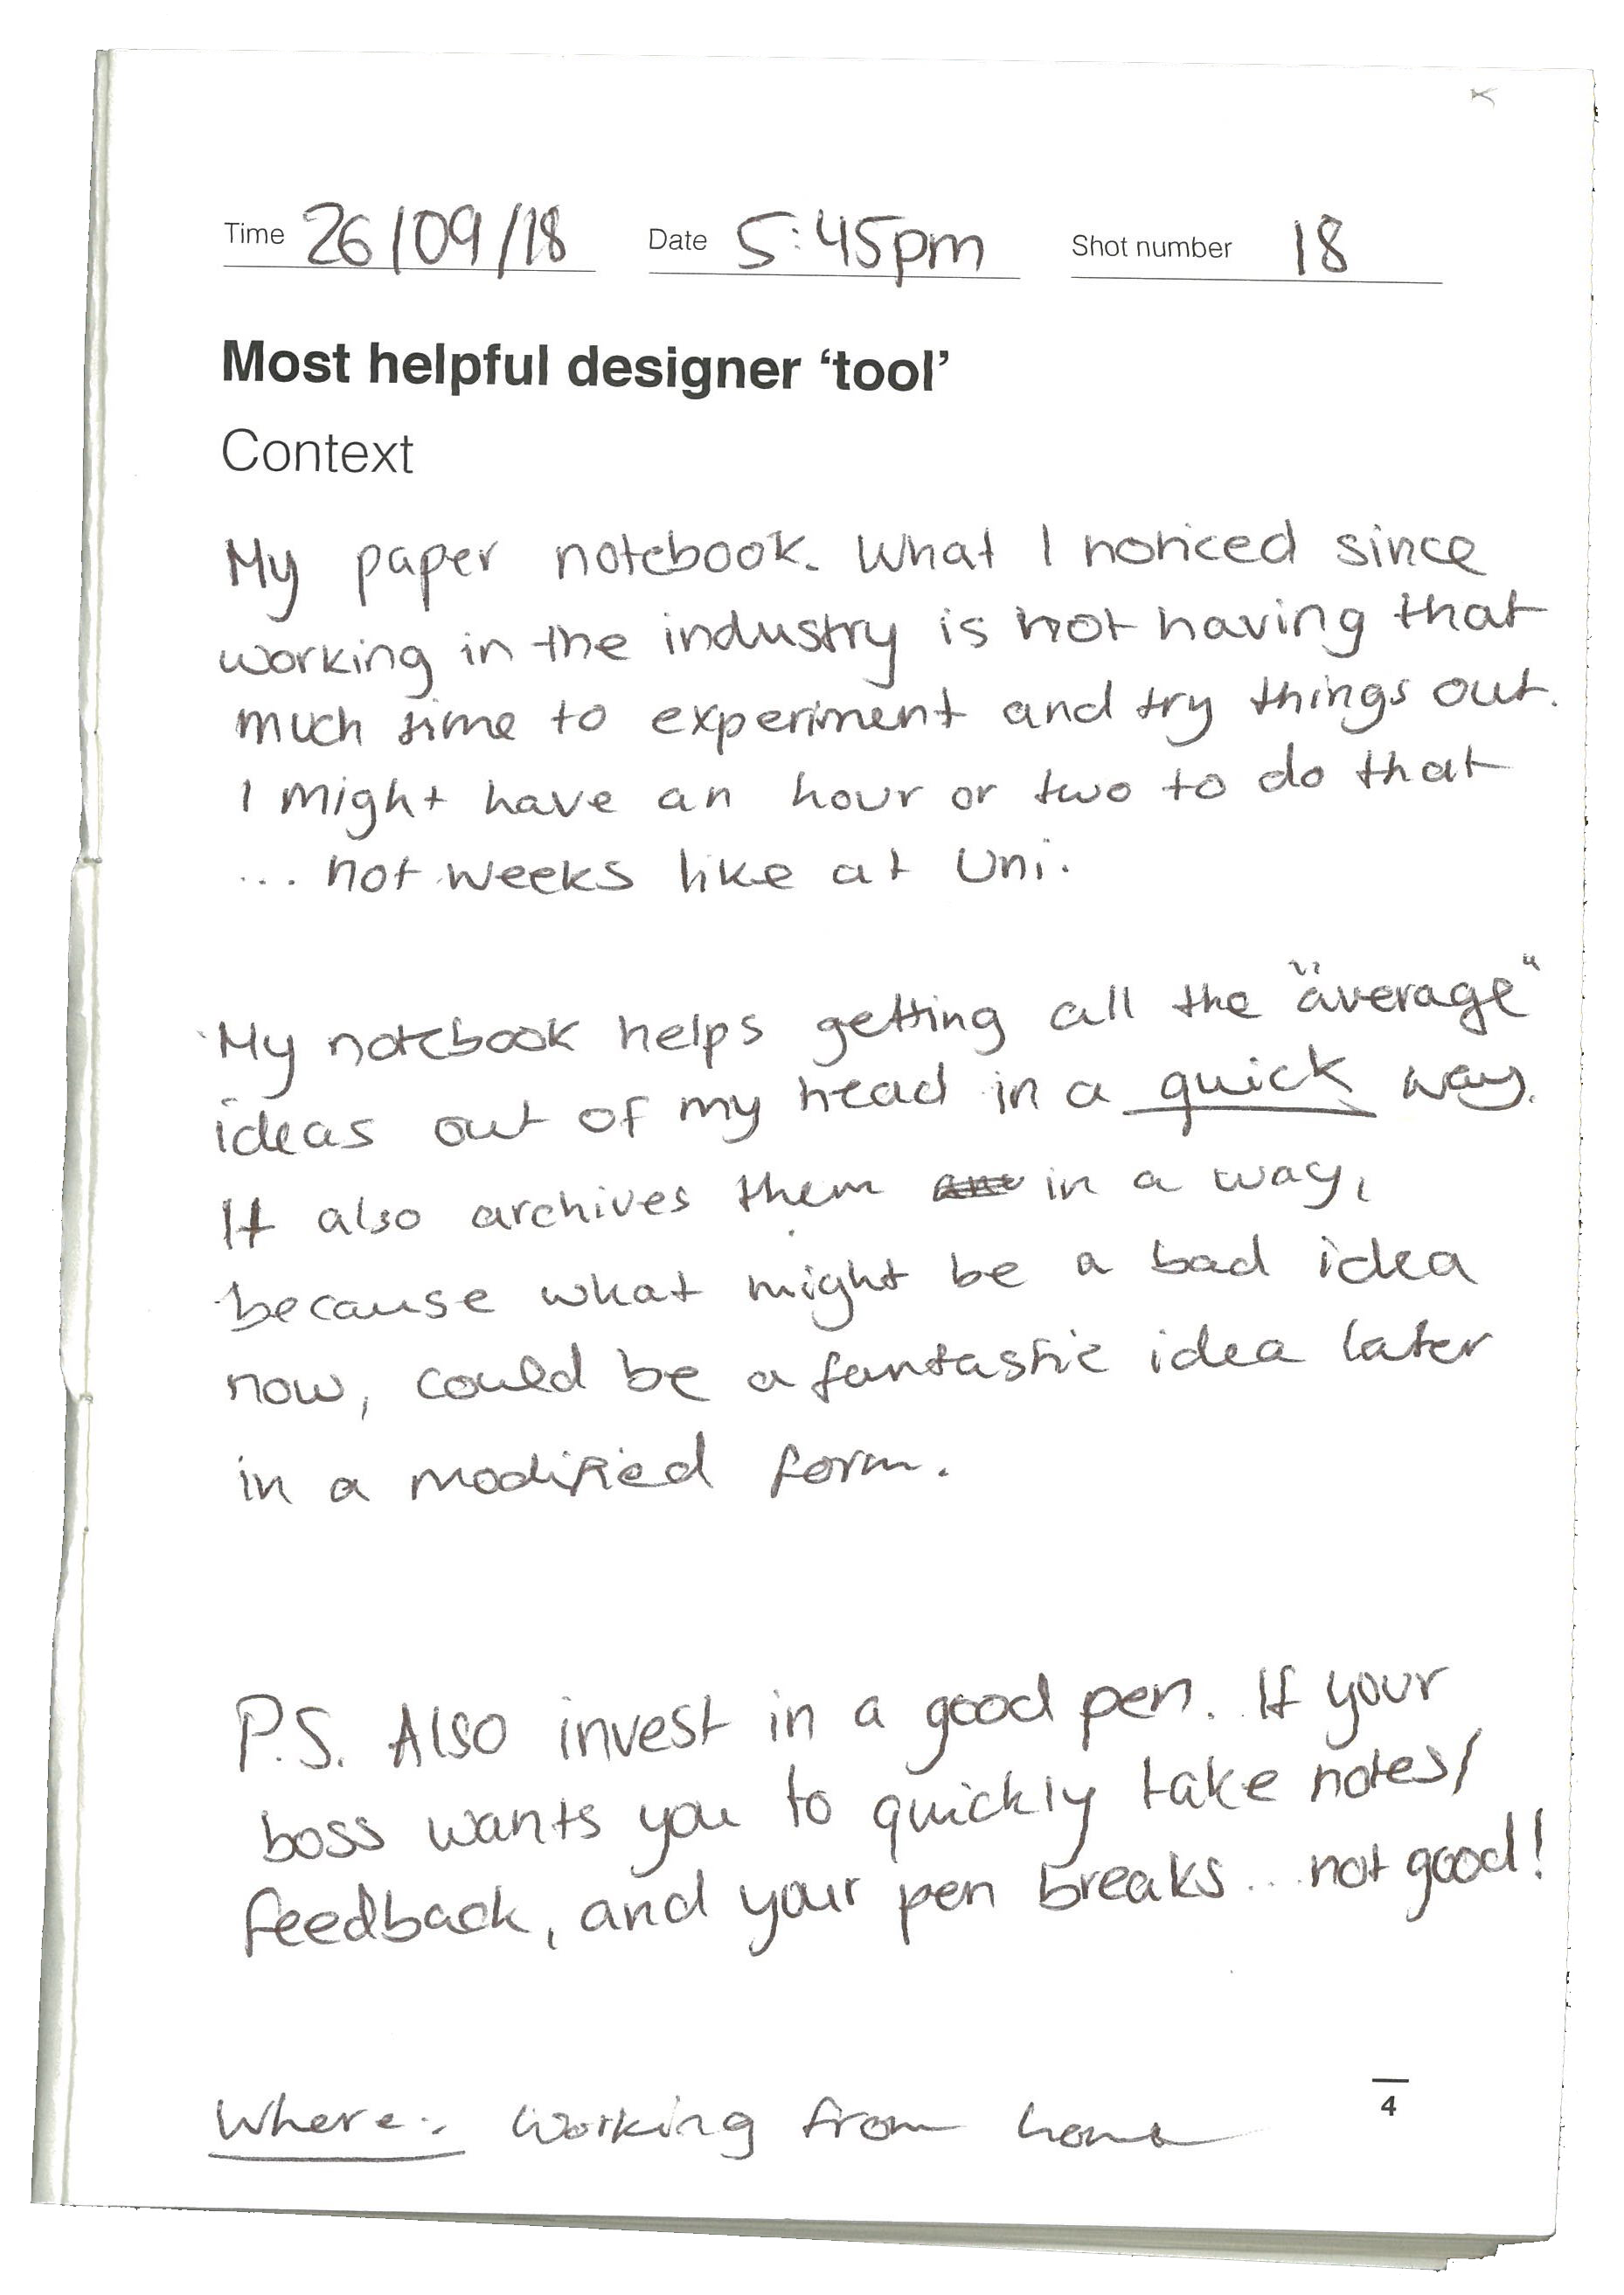 Time 26/09/18 Date 5:45pm Shot number 18
Most helpful designer ‘tool’
Context
My paper notebook. What I noticed since
working in the industry is not having that
much time to experiment and try things out.
I might have an hour or two to do that
... not weeks like at Uni.
My notebook helps getting all the "average"
ideas out of my head in a quick way.
It also archives them in a way,
because what might be a bad idea
now, could be a fantastic idea later
in a modified form.
P.S. Also invest in a good pen. If your
boss wants you to quickly take notes/
feedback, and your pen breaks... not good!
4
Where: Working from home